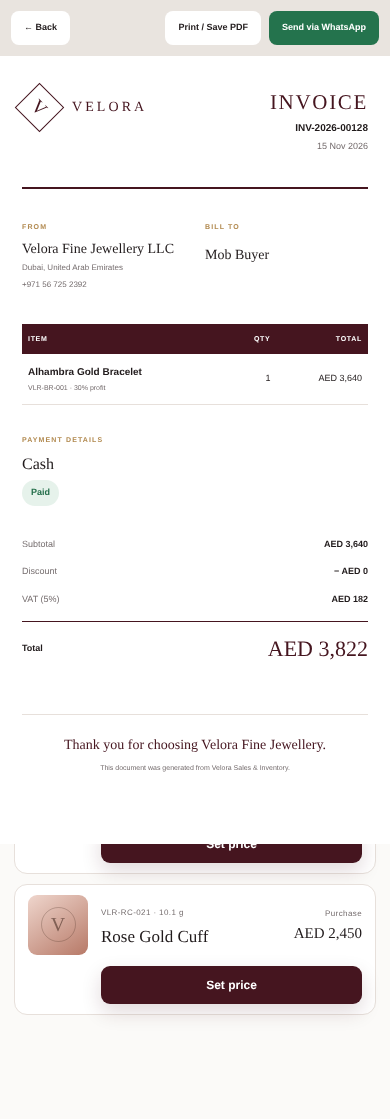 ← Back
Print / Save PDF
Send via WhatsApp
V
VELORA
INVOICE
INV-2026-00128
15 Nov 2026
FROM
Velora Fine Jewellery LLC
Dubai, United Arab Emirates
+971 56 725 2392
BILL TO
Mob Buyer
ITEM QTY TOTAL
Alhambra Gold Bracelet
VLR-BR-001 · 30% profit
1 AED 3,640
PAYMENT DETAILS
Cash
Paid
Subtotal AED 3,640
Discount − AED 0
VAT (5%) AED 182
Total AED 3,822
Thank you for choosing Velora Fine Jewellery.
This document was generated from Velora Sales & Inventory.
Set price
V
VLR-RC-021 · 10.1 g
Rose Gold Cuff
Purchase
AED 2,450
Set price